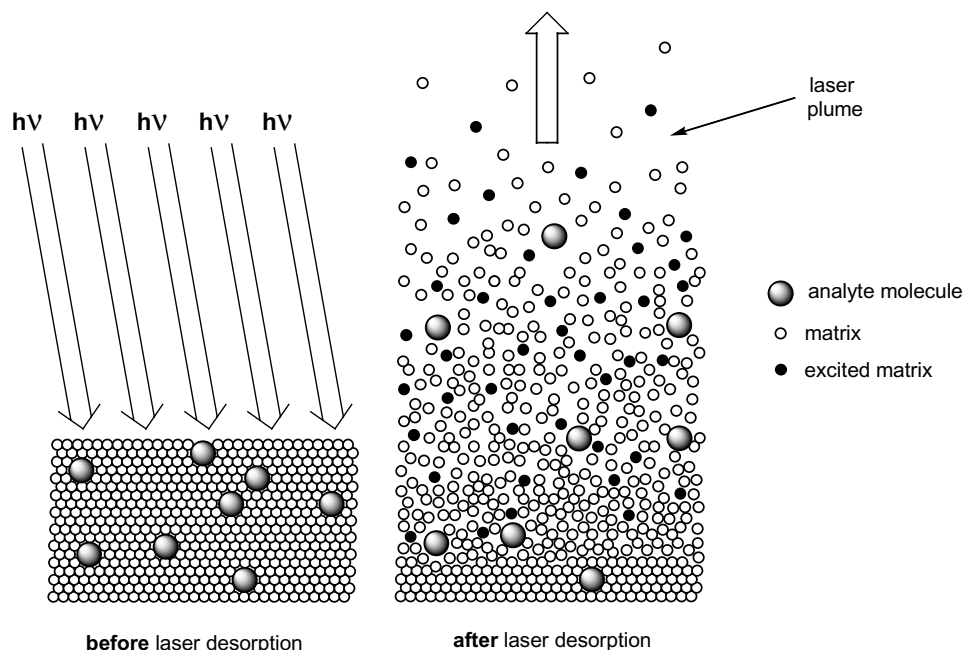 hν hν hν hν hν
laser
plume
analyte molecule
matrix
excited matrix
before laser desorption
after laser desorption